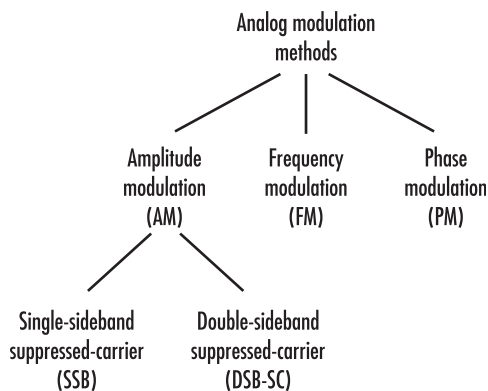 Analog modulation
methods
Amplitude
modulation
(AM)
Frequency
modulation
(FM)
Phase
modulation
(PM)
Single-sideband
suppressed-carrier
(SSB)
Double-sideband
suppressed-carrier
(DSB-SC)